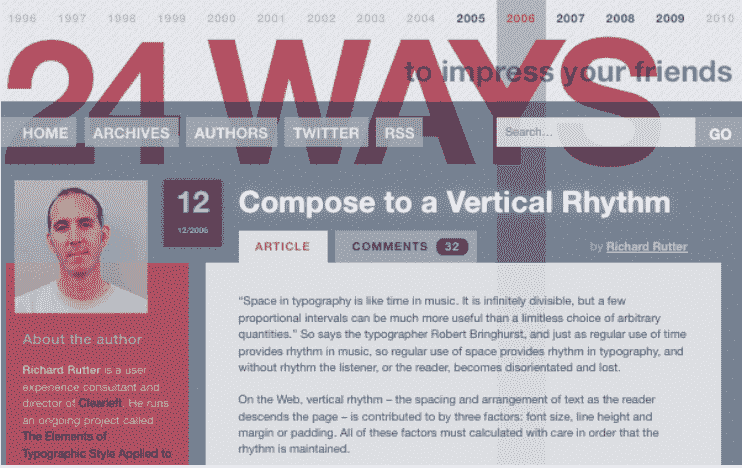 1996 1997 1998 1999 2000 2001 2002 2003 2004 2005 2006 2007 2008 2009 2010
24 WAYS
to impress your friends
HOME ARCHIVES AUTHORS TWITTER RSS Search... GO
12
12/2006
Compose to a Vertical Rhythm
ARTICLE COMMENTS 32 by Richard Rutter
“Space in typography is like time in music. It is infinitely divisible, but a few
proportional intervals can be much more useful than a limitless choice of arbitrary
quantities.” So says the typographer Robert Bringhurst, and just as regular use of time
provides rhythm in music, so regular use of space provides rhythm in typography, and
without rhythm the listener, or the reader, becomes disorientated and lost.
On the Web, vertical rhythm – the spacing and arrangement of text as the reader
descends the page – is contributed to by three factors: font size, line height and
margin or padding. All of these factors must calculated with care in order that the
rhythm is maintained.
About the author
Richard Rutter is a user
experience consultant and
director of Clearleft. He runs
an ongoing project called
The Elements of
Typographic Style Applied to